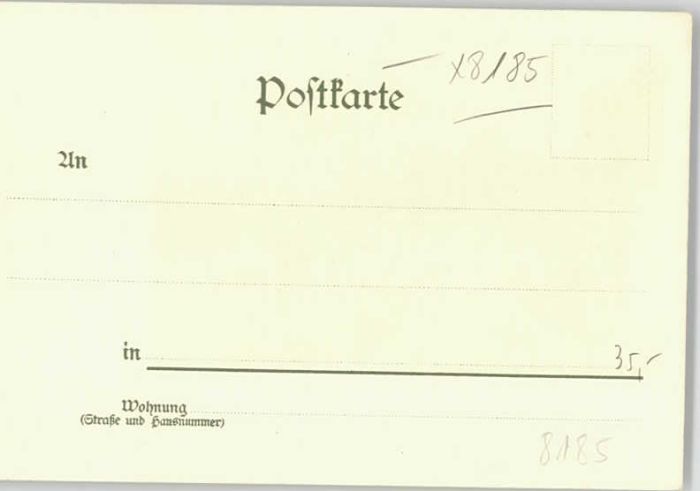 x8185
Postkarte
An
in
35,-
Wohnung
(Straße und Hausnummer)
8185